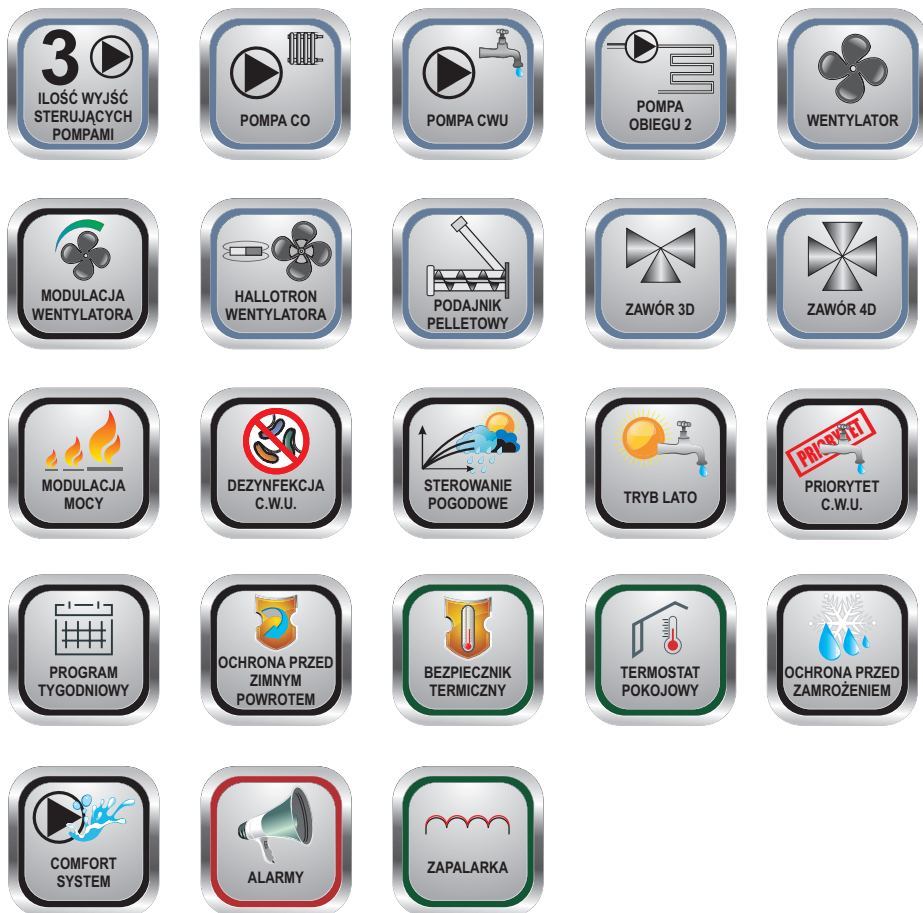 3
ILOŚĆ WYJŚĆ
STERUJĄCYCH
POMPAMI
POMPA CO
POMPA CWU
POMPA
OBIEGU 2
WENTYLATOR
MODULACJA
WENTYLATORA
HALLOTRON
WENTYLATORA
PODAJNIK
PELLETOWY
ZAWÓR 3D
ZAWÓR 4D
MODULACJA
MOCY
DEZYNFEKCJA
C.W.U.
STEROWANIE
POGODOWE
TRYB LATO
PRIORYTET
PRIORYTET
C.W.U.
PROGRAM
TYGODNIOWY
OCHRONA PRZED
ZIMNYM
POWROTEM
BEZPIECZNIK
TERMICZNY
TERMOSTAT
POKOJOWY
OCHRONA PRZED
ZAMROŻENIEM
COMFORT
SYSTEM
ALARMY
ZAPALARKA